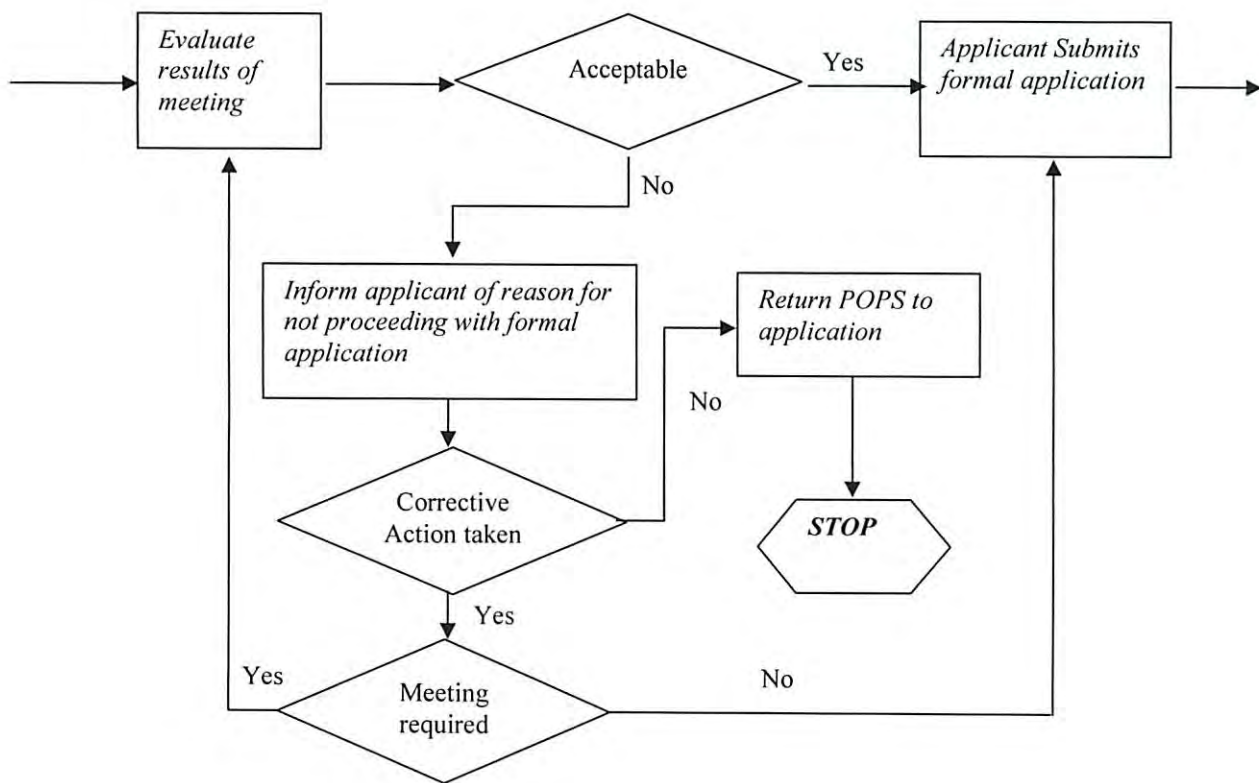 Evaluate
results of
meeting
Acceptable
Yes
Applicant Submits
formal application
No
Inform applicant of reason for
not proceeding with formal
application
Return POPS to
application
No
Corrective
Action taken
STOP
Yes
Yes
Meeting
required
No